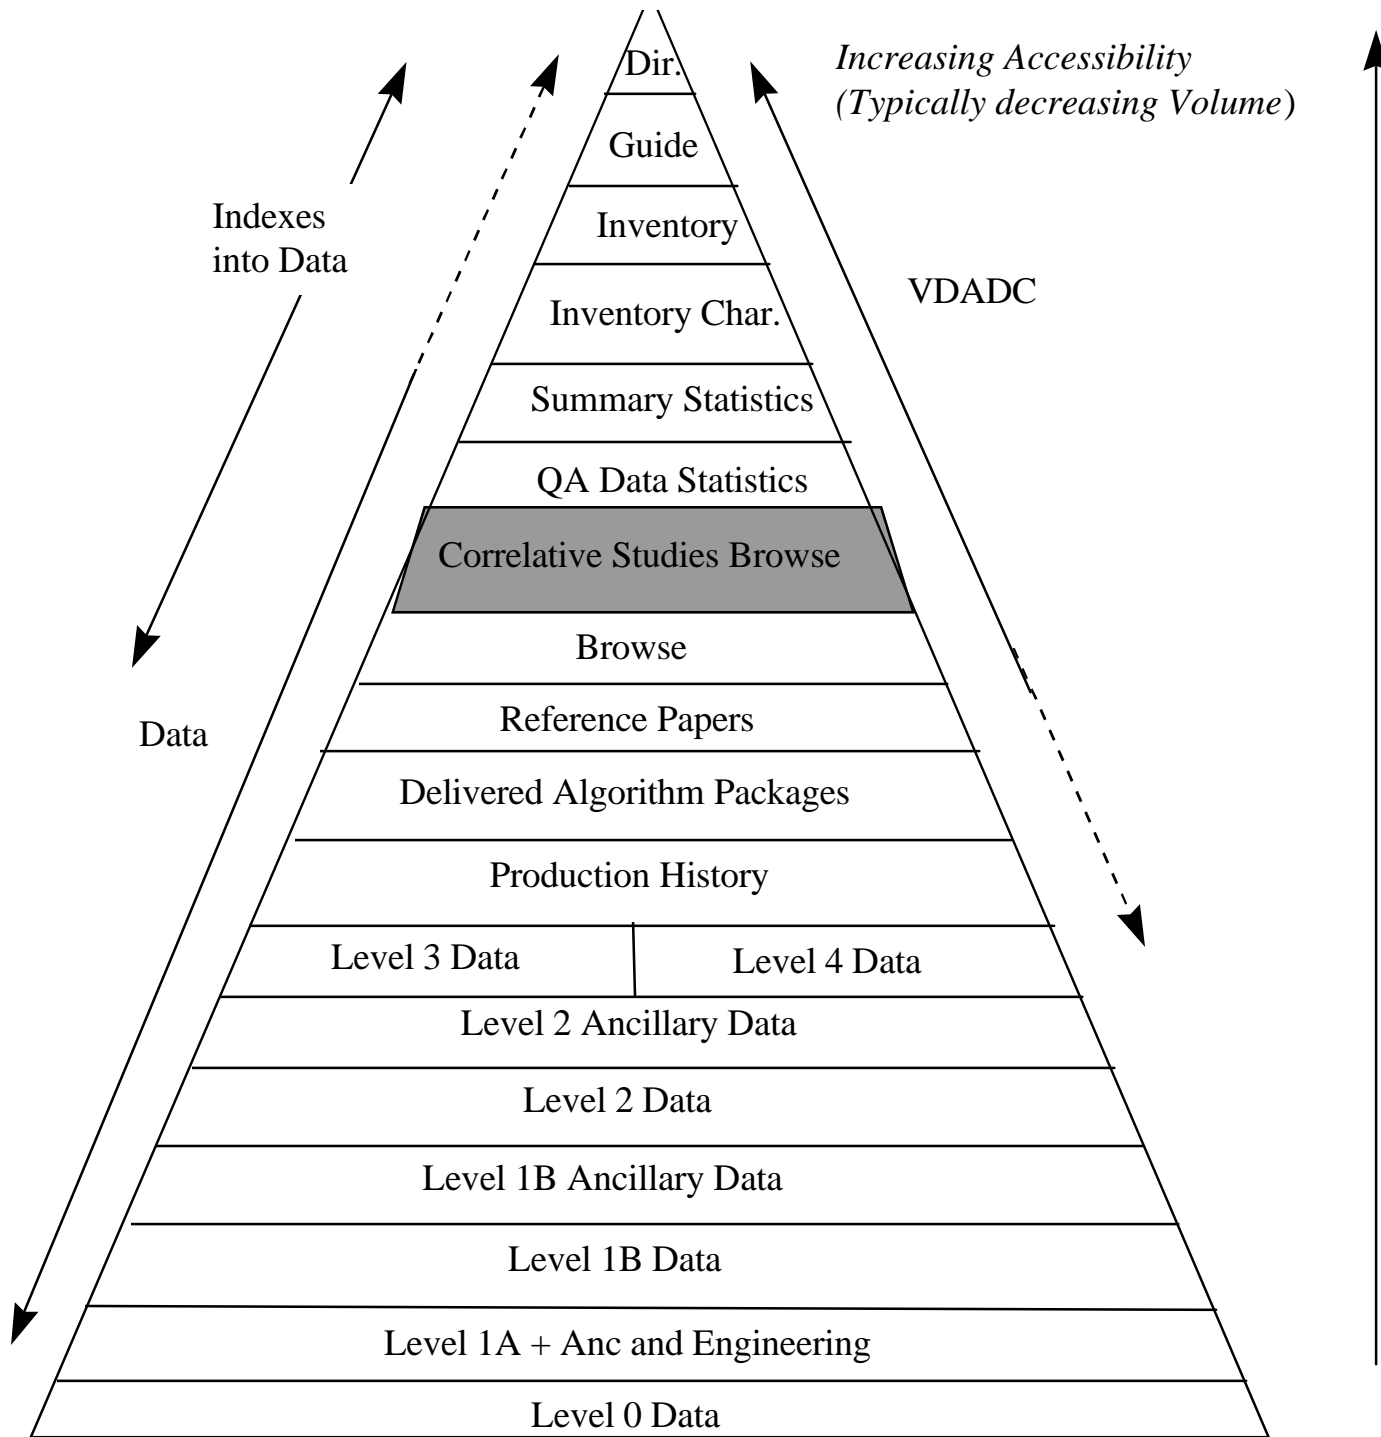 Dir.
Increasing Accessibility
(Typically decreasing Volume)
Guide
Indexes
into Data
Inventory
VDADC
Inventory Char.
Summary Statistics
QA Data Statistics
Correlative Studies Browse
Browse
Reference Papers
Data
Delivered Algorithm Packages
Production History
Level 3 Data
Level 4 Data
Level 2 Ancillary Data
Level 2 Data
Level 1B Ancillary Data
Level 1B Data
Level 1A + Anc and Engineering
Level 0 Data